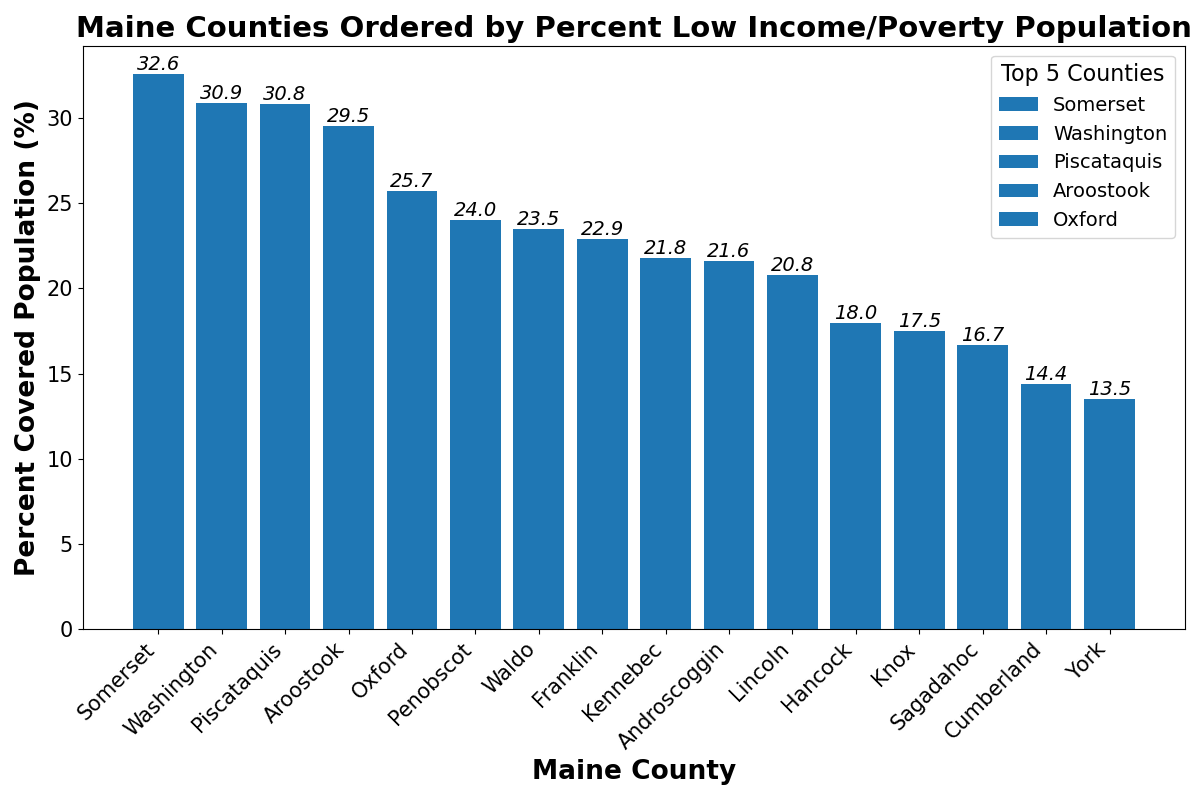 Maine Counties Ordered by Percent Low Income/Poverty Population
Percent Covered Population (%)
30
25
20
15
10
5
0
32.6
30.9
30.8
29.5
25.7
24.0
23.5
22.9
21.8
21.6
20.8
18.0
17.5
16.7
14.4
13.5
Top 5 Counties
Somerset
Washington
Piscataquis
Aroostook
Oxford
Somerset
Washington
Piscataquis
Aroostook
Oxford
Penobscot
Waldo
Franklin
Kennebec
Androscoggin
Lincoln
Hancock
Knox
Sagadahoc
Cumberland
York
Maine County